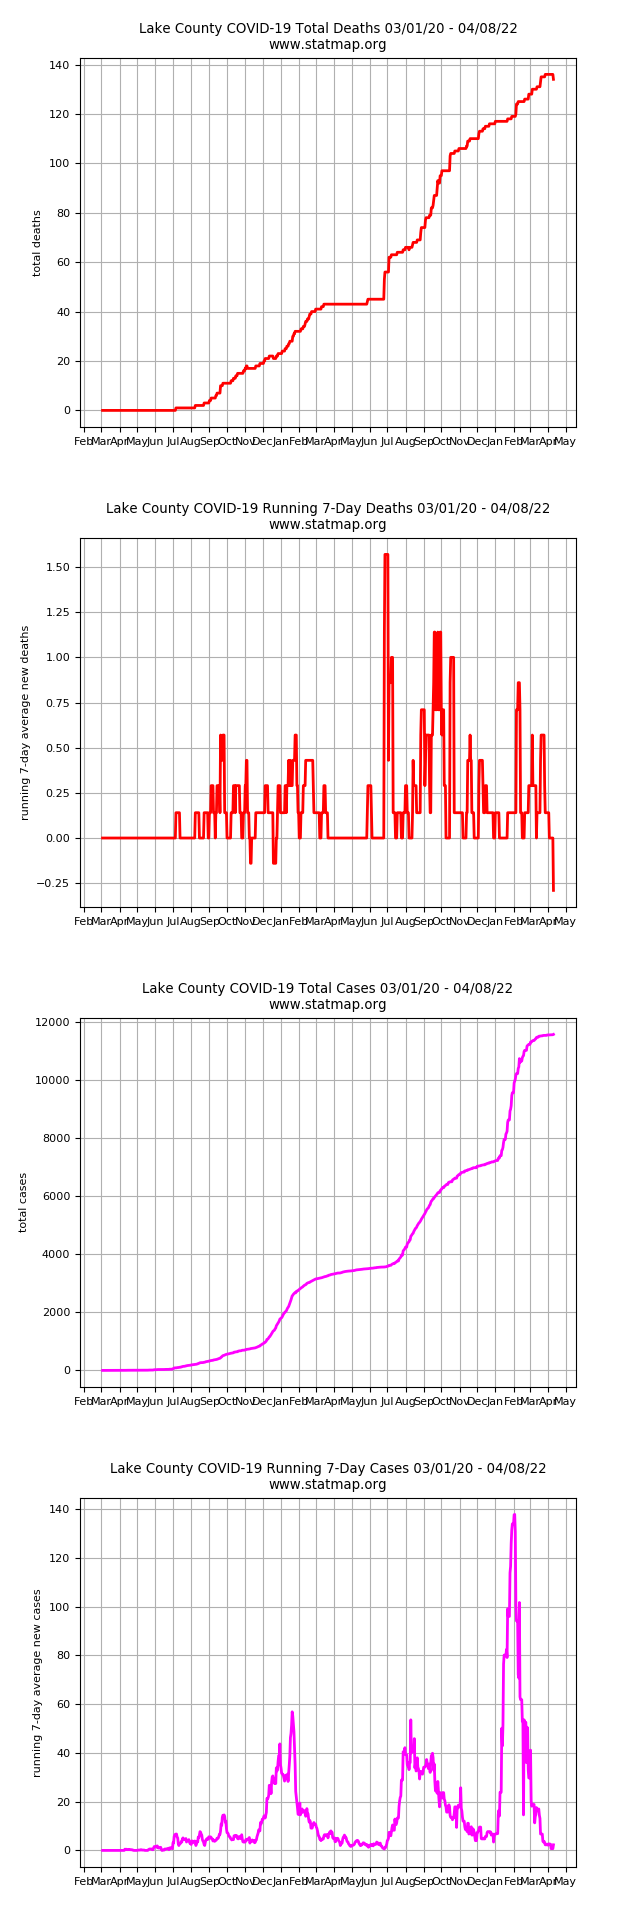 Lake County COVID-19 Total Deaths 03/01/20 - 04/08/22
www.statmap.org
140
120
100
80
60
40
20
0
total deaths
Feb Mar Apr May Jun Jul Aug Sep Oct Nov Dec Jan Feb Mar Apr May Jun Jul Aug Sep Oct Nov Dec Jan Feb Mar Apr May
Lake County COVID-19 Running 7-Day Deaths 03/01/20 - 04/08/22
www.statmap.org
1.50
1.25
1.00
0.75
0.50
0.25
0.00
−0.25
running 7-day average new deaths
Feb Mar Apr May Jun Jul Aug Sep Oct Nov Dec Jan Feb Mar Apr May Jun Jul Aug Sep Oct Nov Dec Jan Feb Mar Apr May
Lake County COVID-19 Total Cases 03/01/20 - 04/08/22
www.statmap.org
12000
10000
8000
6000
4000
2000
0
total cases
Feb Mar Apr May Jun Jul Aug Sep Oct Nov Dec Jan Feb Mar Apr May Jun Jul Aug Sep Oct Nov Dec Jan Feb Mar Apr May
Lake County COVID-19 Running 7-Day Cases 03/01/20 - 04/08/22
www.statmap.org
140
120
100
80
60
40
20
0
running 7-day average new cases
Feb Mar Apr May Jun Jul Aug Sep Oct Nov Dec Jan Feb Mar Apr May Jun Jul Aug Sep Oct Nov Dec Jan Feb Mar Apr May